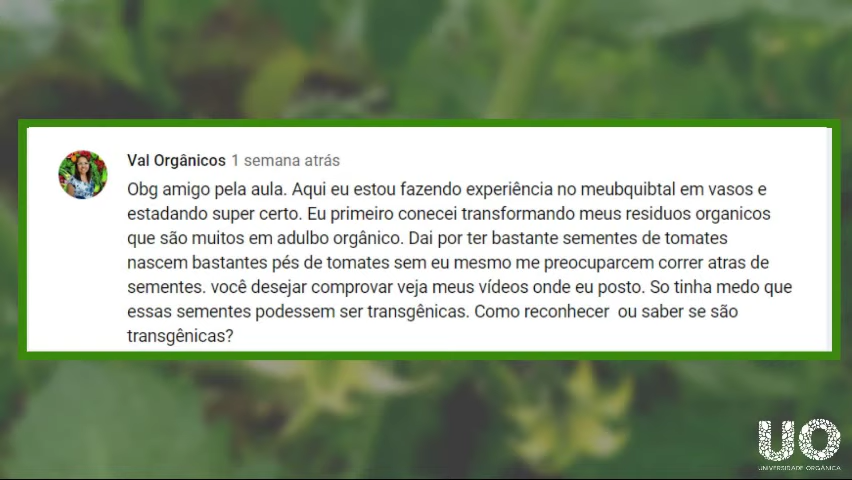 Val Orgânicos 1 semana atrás
Obg amigo pela aula. Aqui eu estou fazendo experiência no meubquibtal em vasos e
estadando super certo. Eu primeiro conecei transformando meus residuos organicos
que são muitos em adulbo orgânico. Dai por ter bastante sementes de tomates
nascem bastantes pés de tomates sem eu mesmo me preocuparcem correr atras de
sementes. você desejar comprovar veja meus vídeos onde eu posto. So tinha medo que
essas sementes podessem ser transgênicas. Como reconhecer  ou saber se são
transgênicas?
UO
UNIVERSIDADE ORGÂNICA